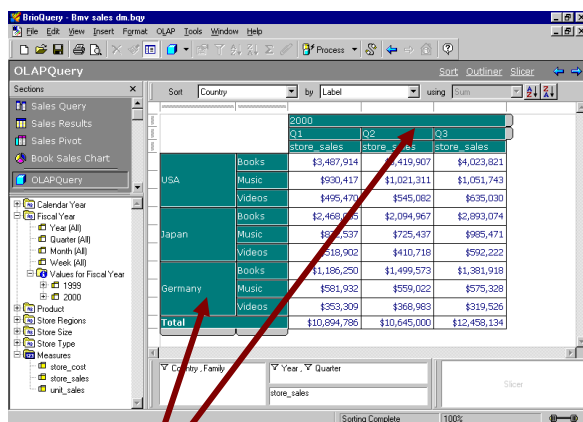 BrioQuery - Bmv sales dm.bqy
File Edit View Insert Format OLAP Tools Window Help
Process
OLAPQuery
Sort Outliner Slicer
Sections
Sort Country by Label using Sum
Sales Query
Sales Results
Sales Pivot
Book Sales Chart
OLAPQuery
Calendar Year
Fiscal Year
Year (All)
Quarter (All)
Month (All)
Week (All)
Values for Fiscal Year
1999
2000
Product
Store Regions
Store Size
Store Type
Measures
store_cost
store_sales
unit_sales
2000
Q1 Q2 Q3
store_sales store_sales store_sales
USA Books $3,487,914 $3,419,907 $4,023,821
Music $930,417 $1,021,311 $1,051,743
Videos $495,470 $545,082 $635,030
Japan Books $2,094,967 $2,893,074
Music $725,437 $985,471
Videos $518,902 $410,718 $592,222
Germany Books $1,186,250 $1,499,573 $1,381,918
Music $581,932 $559,022 $575,328
Videos $353,309 $368,983 $319,526
Total $10,894,786 $10,645,000 $12,458,134
Country, Family Year, Quarter
store_sales
Slicer
Sorting Complete 100%